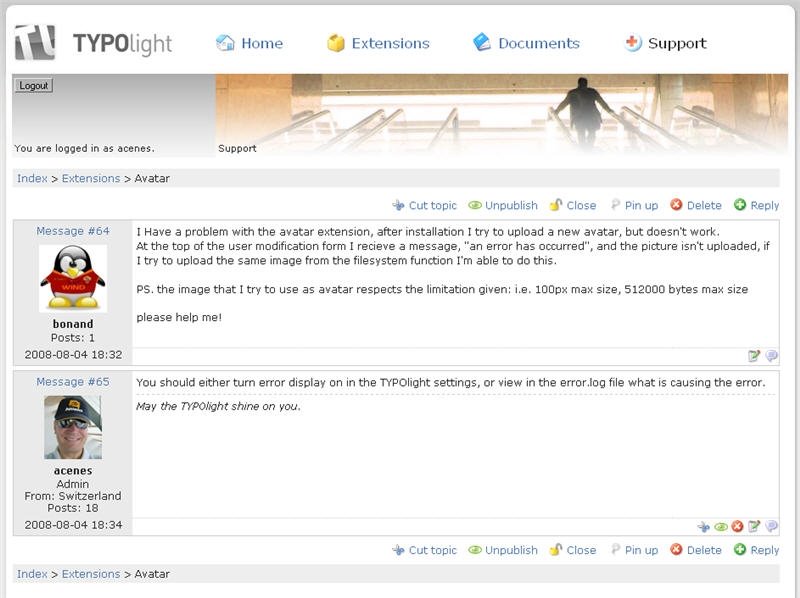 TYPOlight
Home
Extensions
Documents
Support
Logout
You are logged in as acenes.
Support
Index > Extensions > Avatar
Cut topic
Unpublish
Close
Pin up
Delete
Reply
Message #64
WIND
bonand
Posts: 1
2008-08-04 18:32
I Have a problem with the avatar extension, after installation I try to upload a new avatar, but doesn't work.
At the top of the user modification form I recieve a message, "an error has occurred", and the picture isn't uploaded, if
I try to upload the same image from the filesystem function I'm able to do this.
PS. the image that I try to use as avatar respects the limitation given: i.e. 100px max size, 512000 bytes max size
please help me!
Message #65
acenes
Admin
From: Switzerland
Posts: 18
2008-08-04 18:34
You should either turn error display on in the TYPOlight settings, or view in the error.log file what is causing the error.
May the TYPOlight shine on you.
Cut topic
Unpublish
Close
Pin up
Delete
Reply
Index > Extensions > Avatar